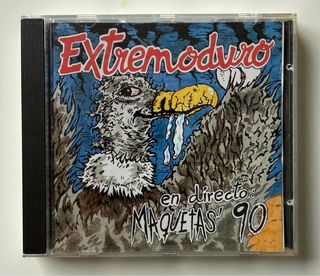 Extremoduro
en directo:
MAQUETAS" 90